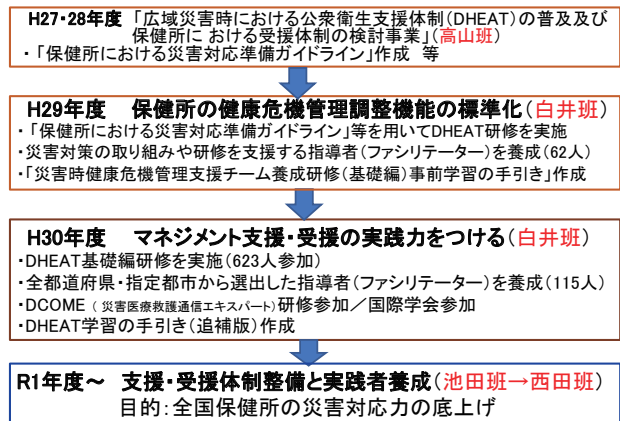 H27・28年度 「広域災害時における公衆衛生支援体制(DHEAT)の普及及び
保健所に おける受援体制の検討事業」(高山班)
・「保健所における災害対応準備ガイドライン」作成 等
H29年度 保健所の健康危機管理調整機能の標準化(白井班)
・「保健所における災害対応準備ガイドライン」等を用いてDHEAT研修を実施
・災害対策の取り組みや研修を支援する指導者(ファシリテーター)を養成(62人)
・「災害時健康危機管理支援チーム養成研修(基礎編)事前学習の手引き」作成
H30年度 マネジメント支援・受援の実践力をつける(白井班)
・DHEAT基礎編研修を実施(623人参加)
・全都道府県・指定都市から選出した指導者(ファシリテーター)を養成(115人)
・DCOME(災害医療救護通信エキスパート)研修参加/国際学会参加
・DHEAT学習の手引き(追補版)作成
R1年度~ 支援・受援体制整備と実践者養成(池田班→西田班)
目的:全国保健所の災害対応力の底上げ